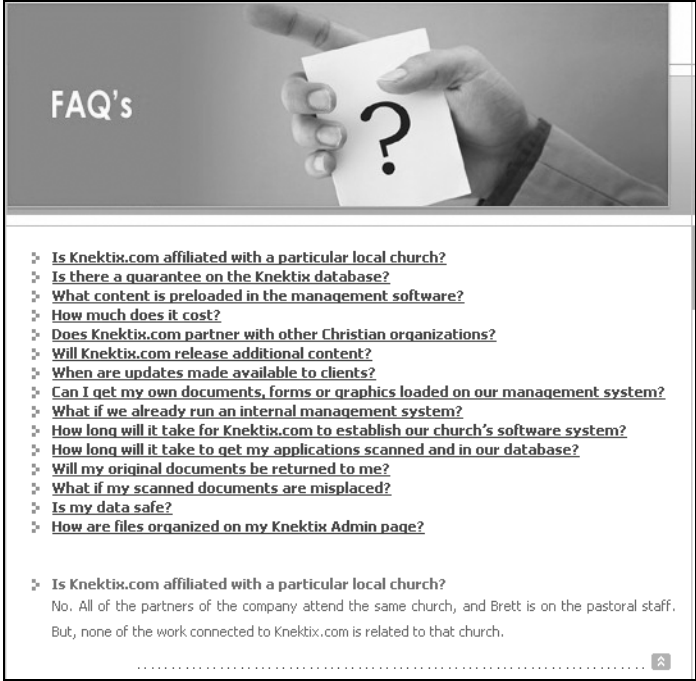 FAQ's
?
Is Knektix.com affiliated with a particular local church?
Is there a guarantee on the Knektix database?
What content is preloaded in the management software?
How much does it cost?
Does Knektix.com partner with other Christian organizations?
Will Knektix.com release additional content?
When are updates made available to clients?
Can I get my own documents, forms or graphics loaded on our management system?
What if we already run an internal management system?
How long will it take for Knektix.com to establish our church's software system?
How long will it take to get my applications scanned and in our database?
Will my original documents be returned to me?
What if my scanned documents are misplaced?
Is my data safe?
How are files organized on my Knektix Admin page?
Is Knektix.com affiliated with a particular local church?
No. All of the partners of the company attend the same church, and Brett is on the pastoral staff.
But, none of the work connected to Knektix.com is related to that church.